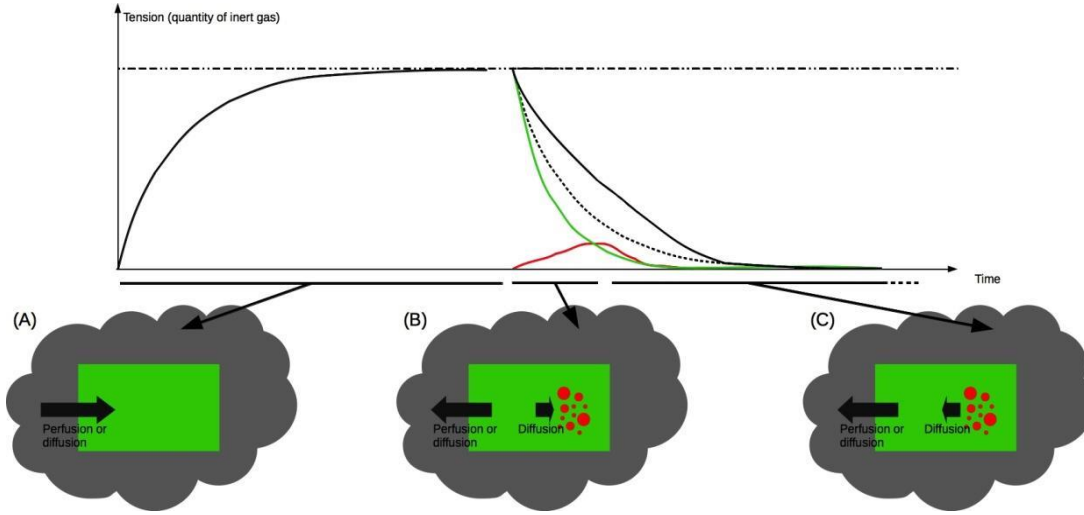 Tension (quantity of inert gas)
Time
(A)
(B)
(C)
Perfusion or
diffusion
Perfusion or
diffusion
Diffusion
Perfusion or
diffusion
Diffusion